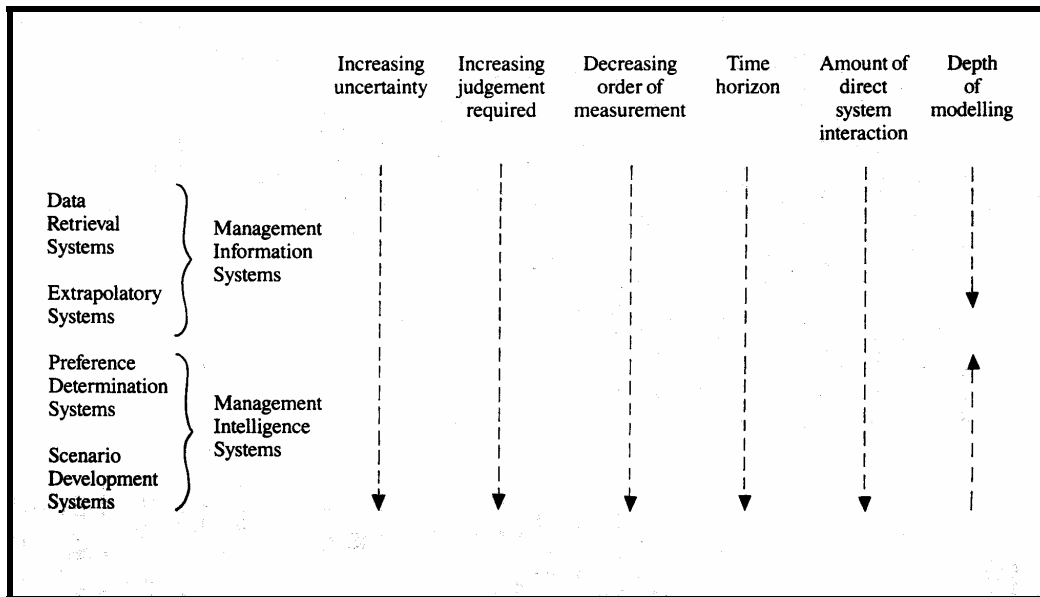 Increasing
uncertainty
Increasing
judgement
required
Decreasing
order of
measurement
Time
horizon
Amount of
direct
system
interaction
Depth
of
modelling
Data
Retrieval
Systems
Extrapolatory
Systems
Management
Information
Systems
Preference
Determination
Systems
Scenario
Development
Systems
Management
Intelligence
Systems